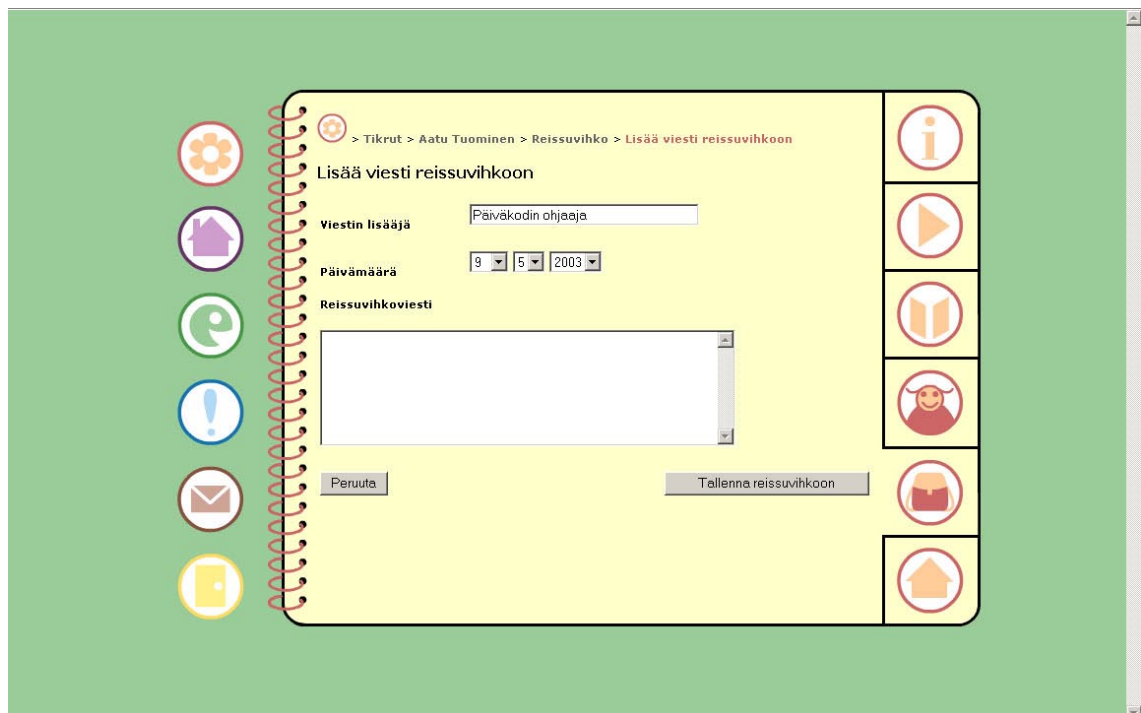 > Tikrut > Aatu Tuominen > Reissuvihko > Lisää viesti reissuvihkoon
Lisää viesti reissuvihkoon
Viestin lisääjä Päiväkodin ohjaaja
Päivämäärä 9 5 2003
Reissuvihkoviesti
Peruuta Tallenna reissuvihkoon